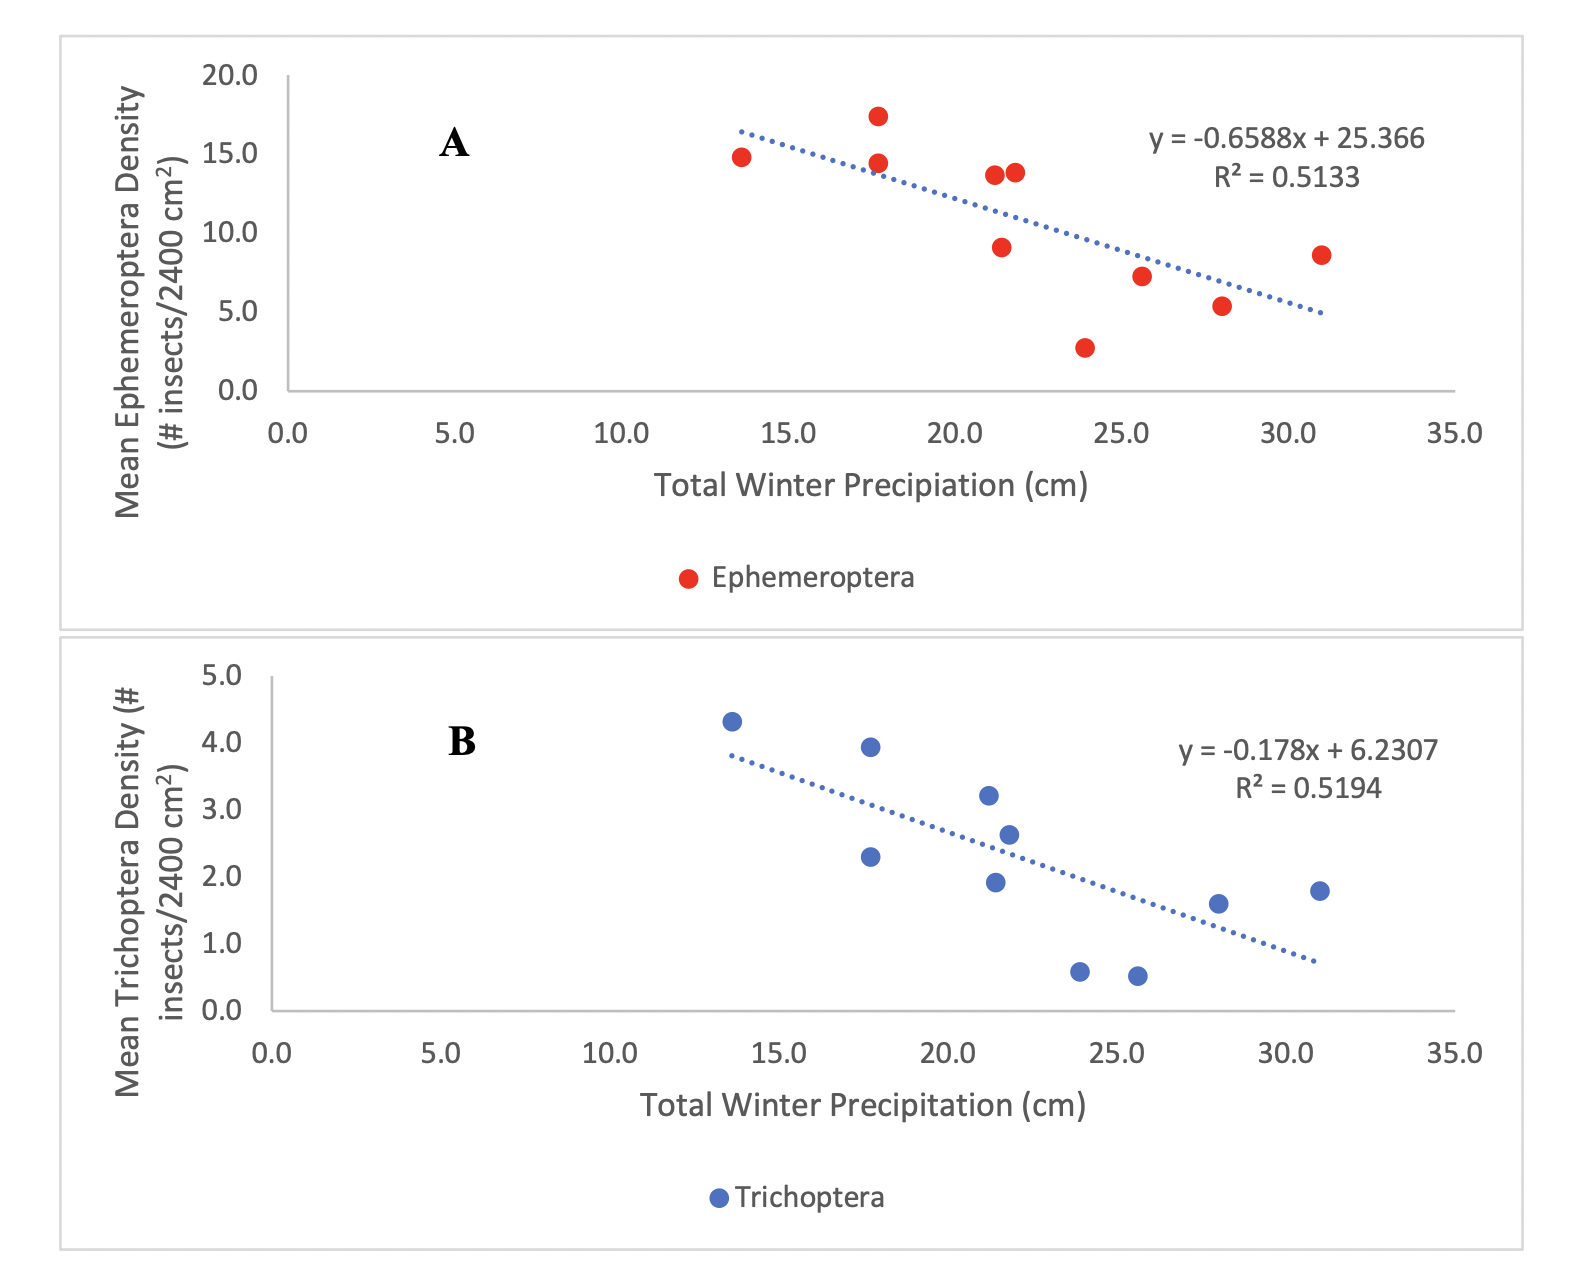 20.0
15.0
10.0
5.0
0.0
Mean Ephemeroptera Density
(# insects/2400 cm²)
A
y = -0.6588x + 25.366
R² = 0.5133
0.0 5.0 10.0 15.0 20.0 25.0 30.0 35.0
Total Winter Precipiation (cm)
Ephemeroptera
5.0
4.0
3.0
2.0
1.0
0.0
Mean Trichoptera Density (#
insects/2400 cm²)
B
y = -0.178x + 6.2307
R² = 0.5194
0.0 5.0 10.0 15.0 20.0 25.0 30.0 35.0
Total Winter Precipitation (cm)
Trichoptera